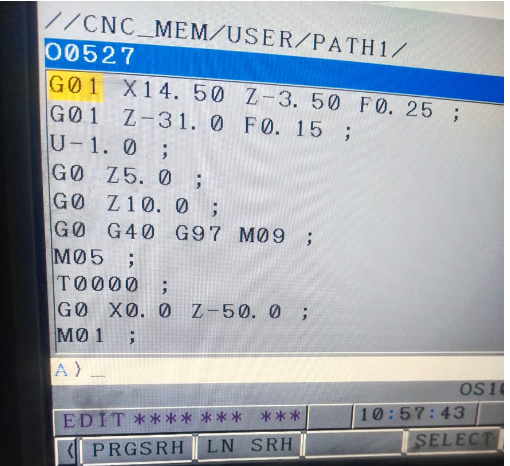 //CNC_MEM/USER/PATH1/
O0527
G01 X14.50 Z-3.50 F0.25 ;
G01 Z-31.0 F0.15 ;
U-1.0 ;
G0 Z5.0 ;
G0 Z10.0 ;
G0 G40 G97 M09 ;
M05 ;
T0000 ;
G0 X0.0 Z-50.0 ;
M01 ;
A)_
EDIT **** *** *** 10:57:43
( PRGSRH LN SRH SELECT